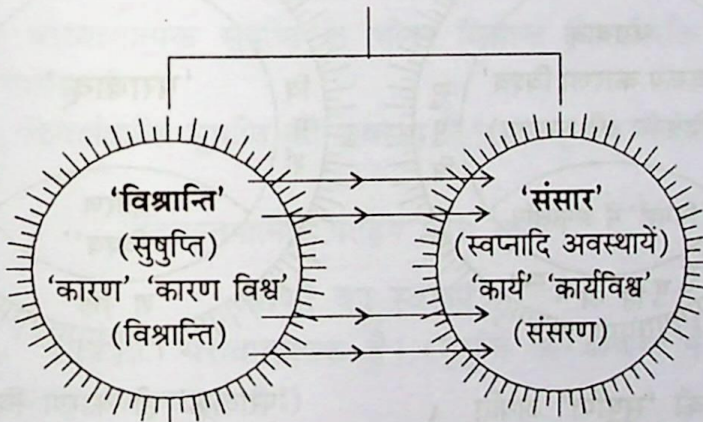 'विश्रान्ति'
(सुषुप्ति)
'कारण' 'कारण विश्व'
(विश्रान्ति)
'संसार'
(स्वप्नादि अवस्थायें)
'कार्य' 'कार्यविश्व'
(संसरण)